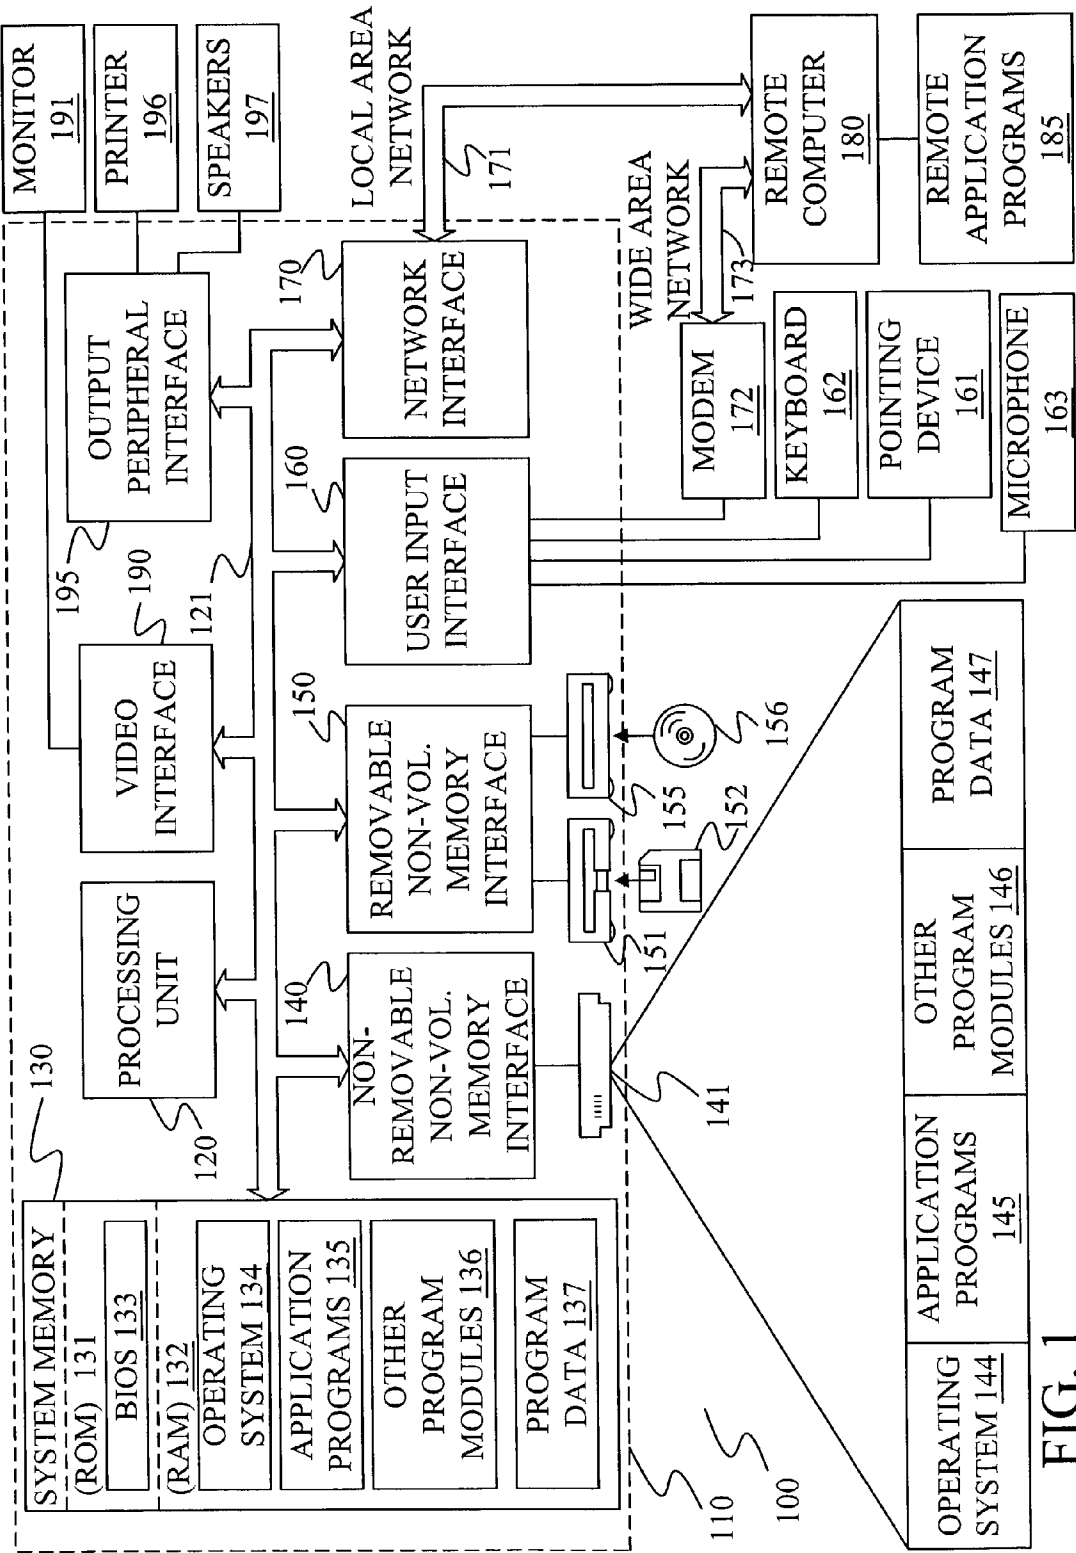 SYSTEM MEMORY
130
(ROM) 131
BIOS 133
(RAM) 132
OPERATING
SYSTEM 134
APPLICATION
PROGRAMS 135
OTHER
PROGRAM
MODULES 136
PROGRAM
DATA 137
PROCESSING
UNIT
120
VIDEO
INTERFACE
190
121
OUTPUT
PERIPHERAL
INTERFACE
195
MONITOR
191
PRINTER
196
SPEAKERS
197
NON-
REMOVABLE
NON-VOL.
MEMORY
INTERFACE
140
REMOVABLE
NON-VOL.
MEMORY
INTERFACE
150
USER INPUT
INTERFACE
160
NETWORK
INTERFACE
170
LOCAL AREA
NETWORK
171
141
151
152
155
156
WIDE AREA
NETWORK
173
MODEM
172
KEYBOARD
162
POINTING
DEVICE
161
MICROPHONE
163
REMOTE
COMPUTER
180
REMOTE
APPLICATION
PROGRAMS
185
110
100
OPERATING
SYSTEM 144
APPLICATION
PROGRAMS
145
OTHER
PROGRAM
MODULES 146
PROGRAM
DATA 147
FIG. 1